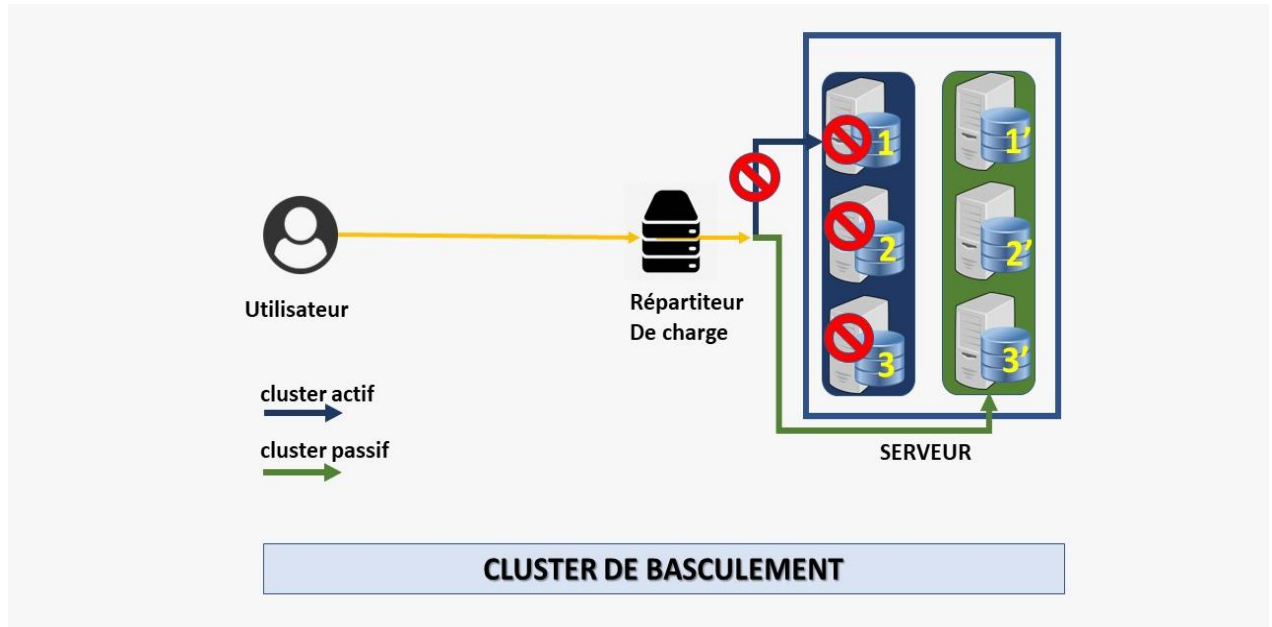 1
1'
2
2'
3
3'
Utilisateur
Répartiteur
De charge
cluster actif
cluster passif
SERVEUR
CLUSTER DE BASCULEMENT